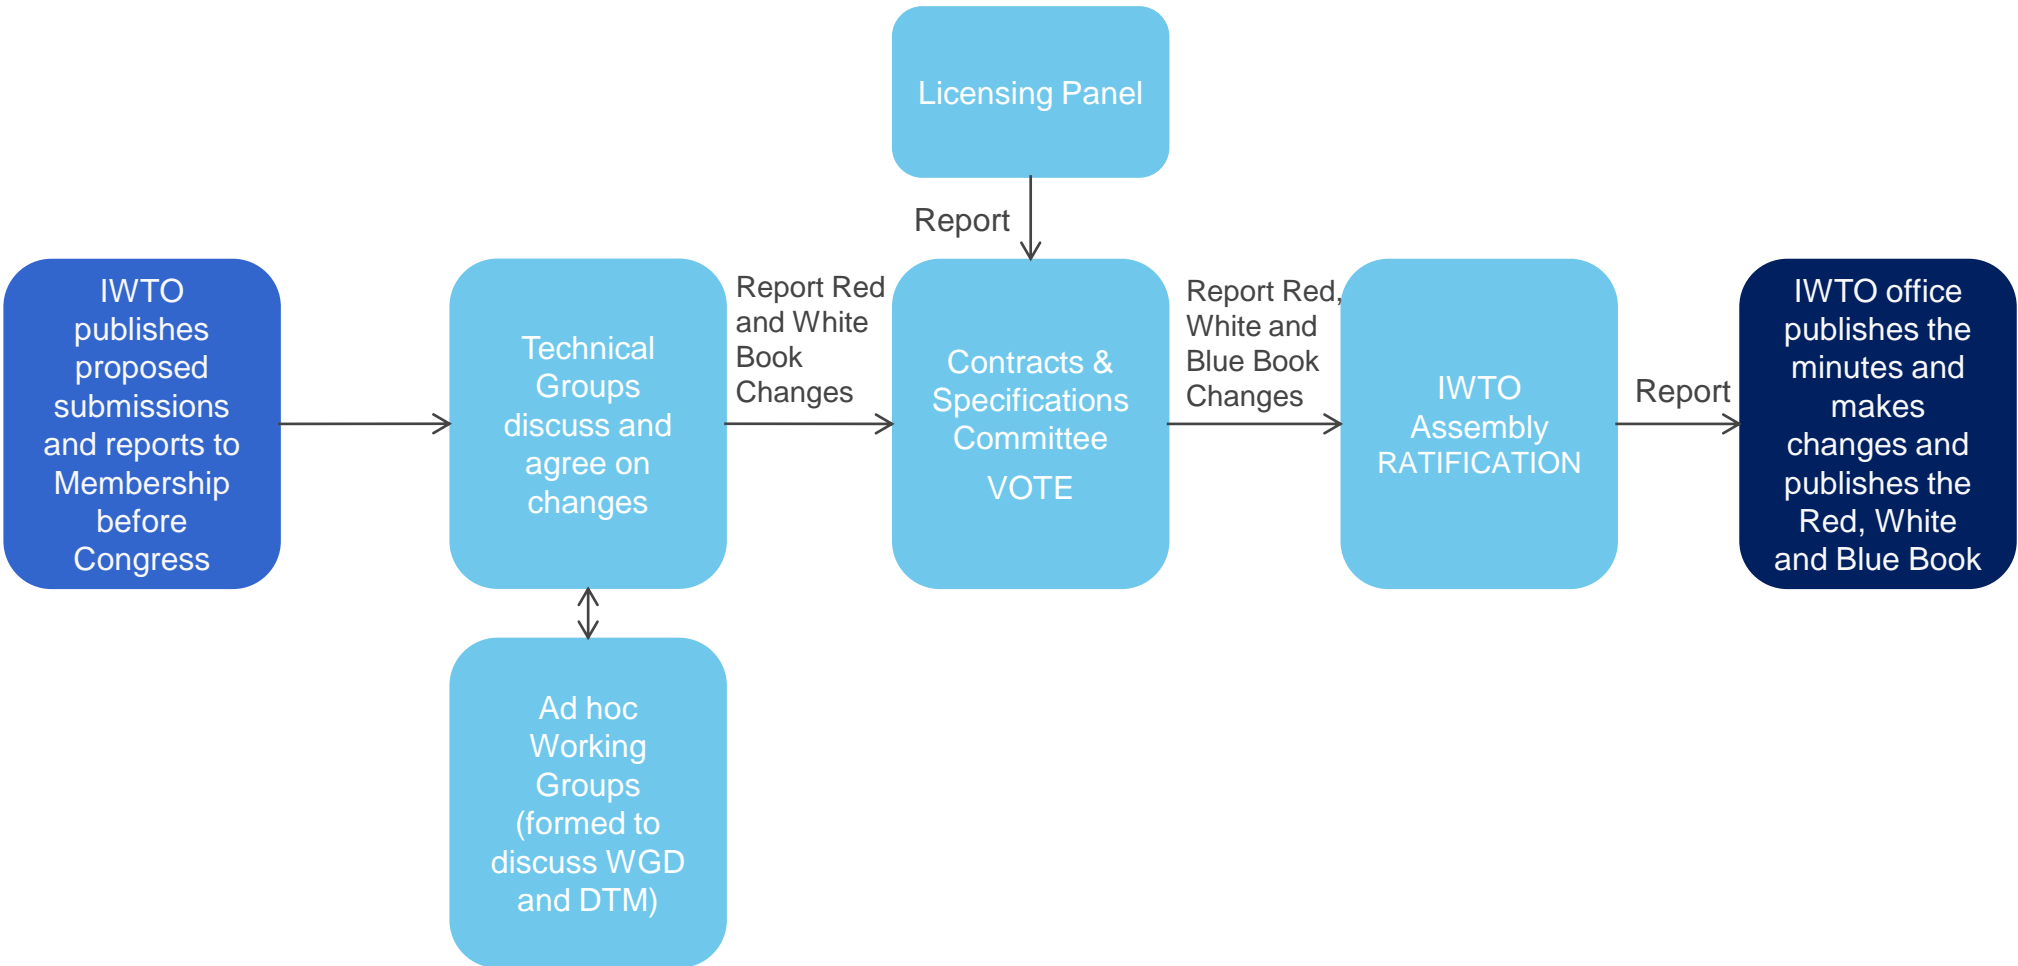 Licensing Panel
Report
IWTO
publishes
proposed
submissions
and reports to
Membership
before
Congress
Technical
Groups
discuss and
agree on
changes
Report Red
and White
Book
Changes
Contracts &
Specifications
Committee
VOTE
Report Red,
White and
Blue Book
Changes
IWTO
Assembly
RATIFICATION
Report
IWTO office
publishes the
minutes and
makes
changes and
publishes the
Red, White
and Blue Book
Ad hoc
Working
Groups
(formed to
discuss WGD
and DTM)